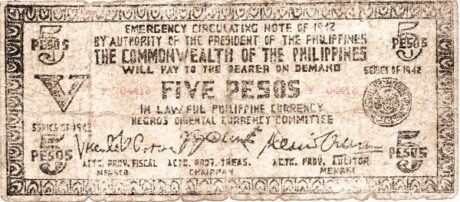 EMERGENCY CIRCULATING NOTE OF 1942
5 BY AUTHORITY OF THE PRESIDENT OF THE PHILIPPINES 5
PESOS THE COMMONWEALTH OF THE PHILIPPINES PESOS
WILL PAY TO THE BEARER ON DEMAND
SERIES OF 1942
V FIVE PESOS
IN LAWFUL PHILIPPINE CURRENCY
NEGROS ORIENTAL CURRENCY COMMITTEE
SERIES OF 1942
5 5
PESOS ACTG. PROV. FISCAL ACTG. PROV. TREAS. ACTG. PROV. AUDITOR PESOS
MEMBER CHAIRMAN MEMBER